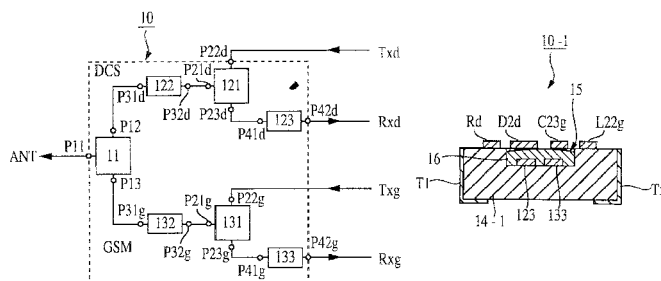 10
P22d
Txd
DCS
P21d
122
121
P31d
P32d
P23d
P42d
P12
P41d
123
Rxd
P11
ANT
11
P13
Txg
P31g
P21g
P22g
132
131
GSM
P32g
P23g
P42g
P41g
133
Rxg
10-1
15
Rd
D2d
C23g
L22g
16
T1
123
133
14-1